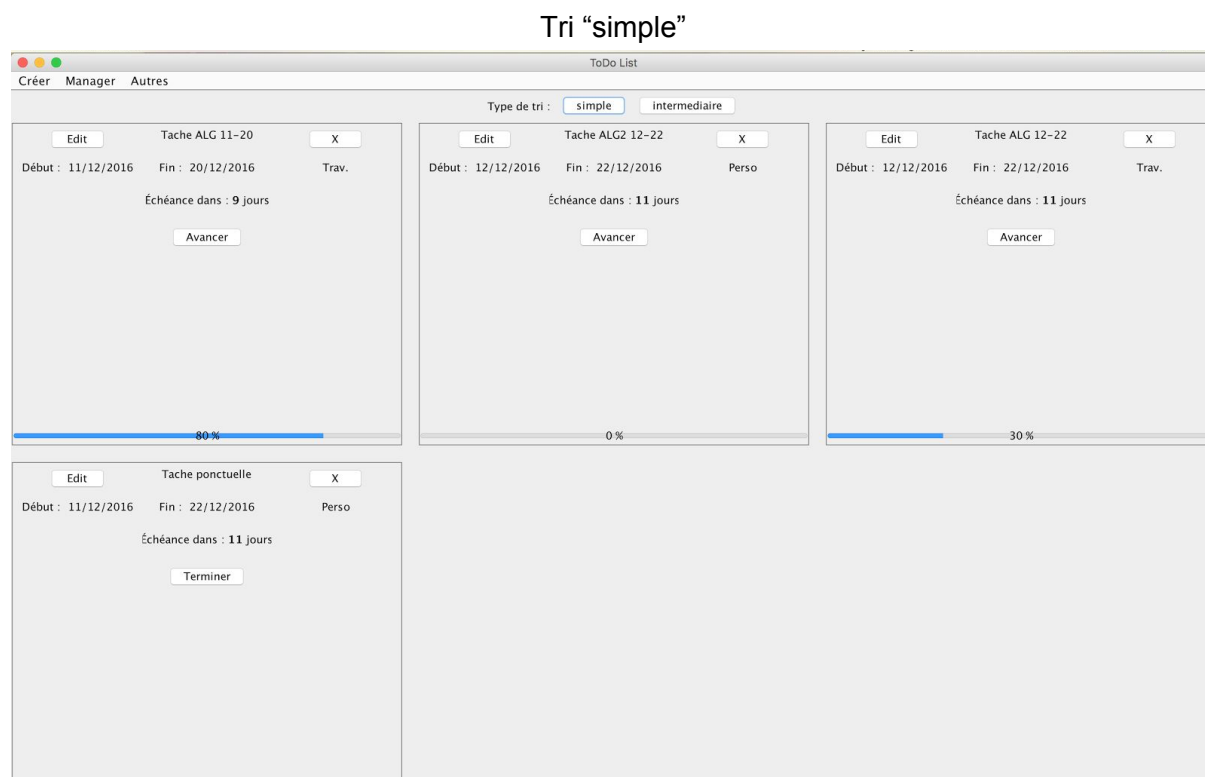 Tri “simple”
ToDo List
Créer Manager Autres
Type de tri : simple intermediaire
Edit Tache ALG 11-20 X
Début : 11/12/2016 Fin : 20/12/2016 Trav.
Échéance dans : 9 jours
Avancer
80 %
Edit Tache ALG2 12-22 X
Début : 12/12/2016 Fin : 22/12/2016 Perso
Échéance dans : 11 jours
Avancer
0 %
Edit Tache ALG 12-22 X
Début : 12/12/2016 Fin : 22/12/2016 Trav.
Échéance dans : 11 jours
Avancer
30 %
Edit Tache ponctuelle X
Début : 11/12/2016 Fin : 22/12/2016 Perso
Échéance dans : 11 jours
Terminer